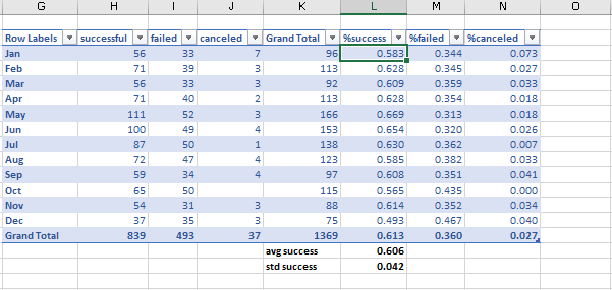 G H I J K L M N O
Row Labels successful failed canceled Grand Total %success %failed %canceled
Jan 56 33 7 96 0.583 0.344 0.073
Feb 71 39 3 113 0.628 0.345 0.027
Mar 56 33 3 92 0.609 0.359 0.033
Apr 71 40 2 113 0.628 0.354 0.018
May 111 52 3 166 0.669 0.313 0.018
Jun 100 49 4 153 0.654 0.320 0.026
Jul 87 50 1 138 0.630 0.362 0.007
Aug 72 47 4 123 0.585 0.382 0.033
Sep 59 34 4 97 0.608 0.351 0.041
Oct 65 50 115 0.565 0.435 0.000
Nov 54 31 3 88 0.614 0.352 0.034
Dec 37 35 3 75 0.493 0.467 0.040
Grand Total 839 493 37 1369 0.613 0.360 0.027
avg success 0.606
std success 0.042